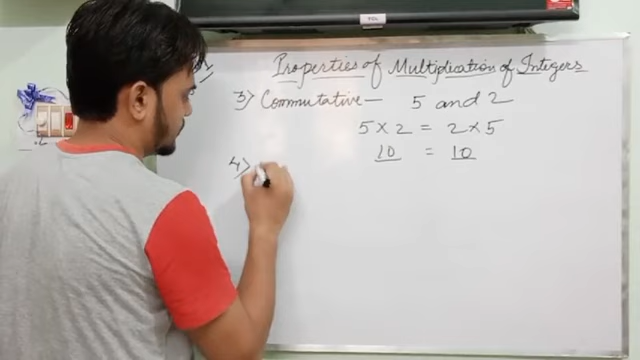 Properties of Multiplication of Integers
3) Commutative — 5 and 2
5 × 2 = 2 × 5
10 = 10
4)